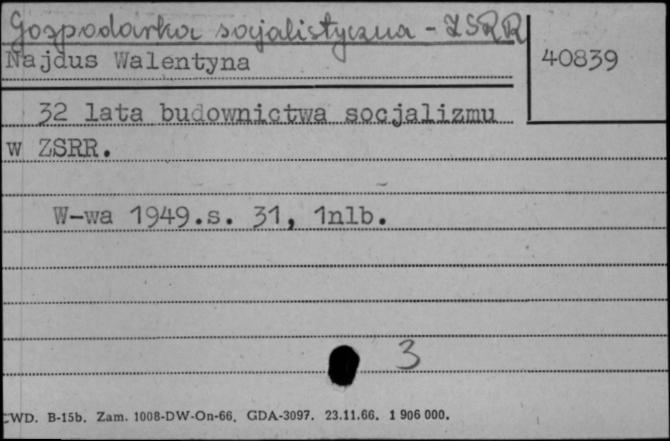 Gospodarka socjalistyczna - ZSRR
Najdus Walentyna
40839
32 lata budownictwa socjalizmu
w ZSRR.
W-wa 1949.s. 31, 1nlb.
3
CWD. B-15b. Zam. 1008-DW-On-66. GDA-3097. 23.11.66. 1 906 000.